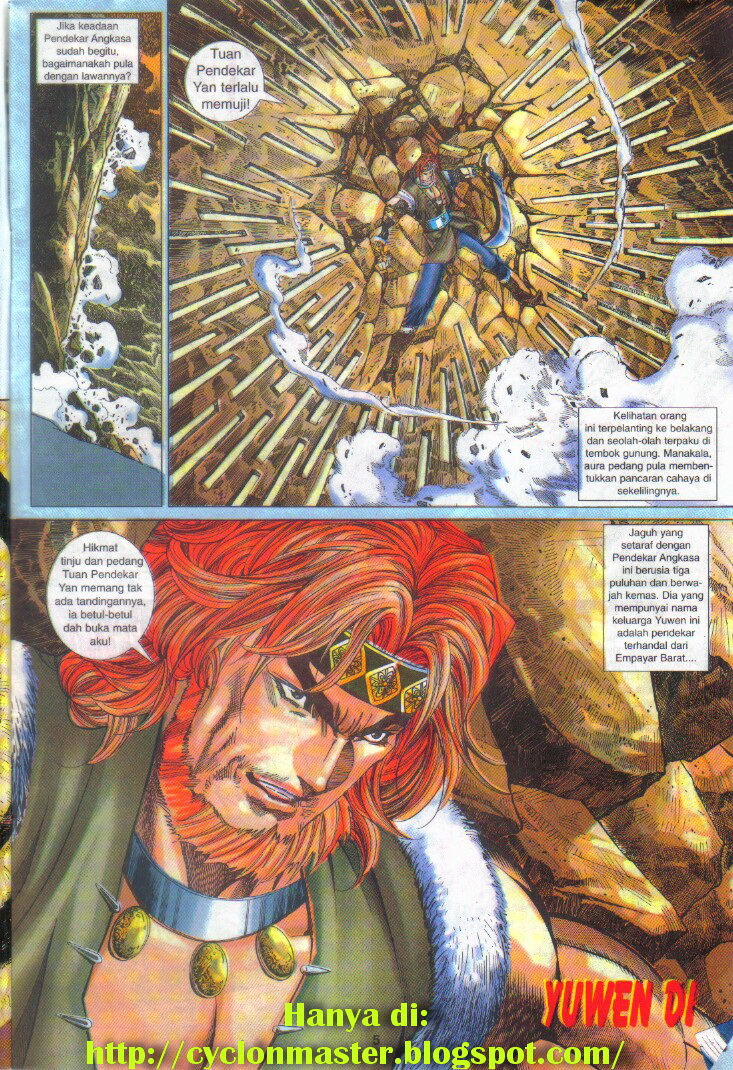 Jika keadaan
Pendekar Angkasa
sudah begitu,
bagaimanakah pula
dengan lawannya?
Tuan
Pendekar
Yan terlalu
memuji!
Kelihatan orang
ini terpelanting ke belakang
dan seolah-olah terpaku di
tembok gunung. Manakala,
aura pedang pula memben-
tukkan pancaran cahaya di
sekelilingnya.
Hikmat
tinju dan pedang
Tuan Pendekar
Yan memang tak
ada tandingannya,
ia betul-betul
dah buka mata
aku!
Jaguh yang
setaraf dengan
Pendekar Angkasa
ini berusia tiga
puluhan dan berwa-
jah kemas. Dia yang
mempunyai nama
keluarga Yuwen ini
adalah pendekar
terhandal dari
Empayar Barat....
YUWEN DI
Hanya di:
5
http://cyclonmaster.blogspot.com/